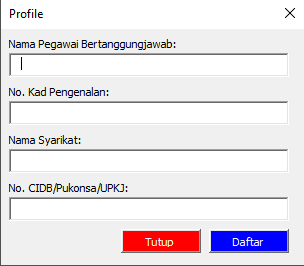 Profile
Nama Pegawai Bertanggungjawab:
No. Kad Pengenalan:
Nama Syarikat:
No. CIDB/Pukonsa/UPKJ:
Tutup Daftar